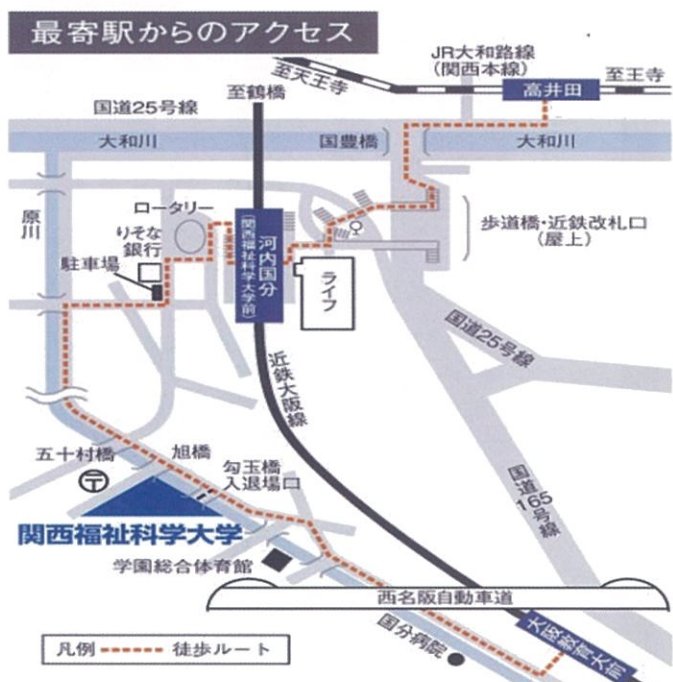 最寄駅からのアクセス
JR大和路線
(関西本線)
至天王寺
至王寺
高井田
至鶴橋
国道25号線
大和川
国豊橋
大和川
原川
ロータリー
りそな
銀行
駐車場
河内国分
(関西福祉科学大学前)
ライフ
歩道橋・近鉄改札口
(屋上)
国道25号線
近鉄大阪線
国道165号線
五十村橋
旭橋
勾玉橋
入退場口
関西福祉科学大学
学園総合体育館
西名阪自動車道
国分病院
大阪教育大前
凡例 徒歩ルート